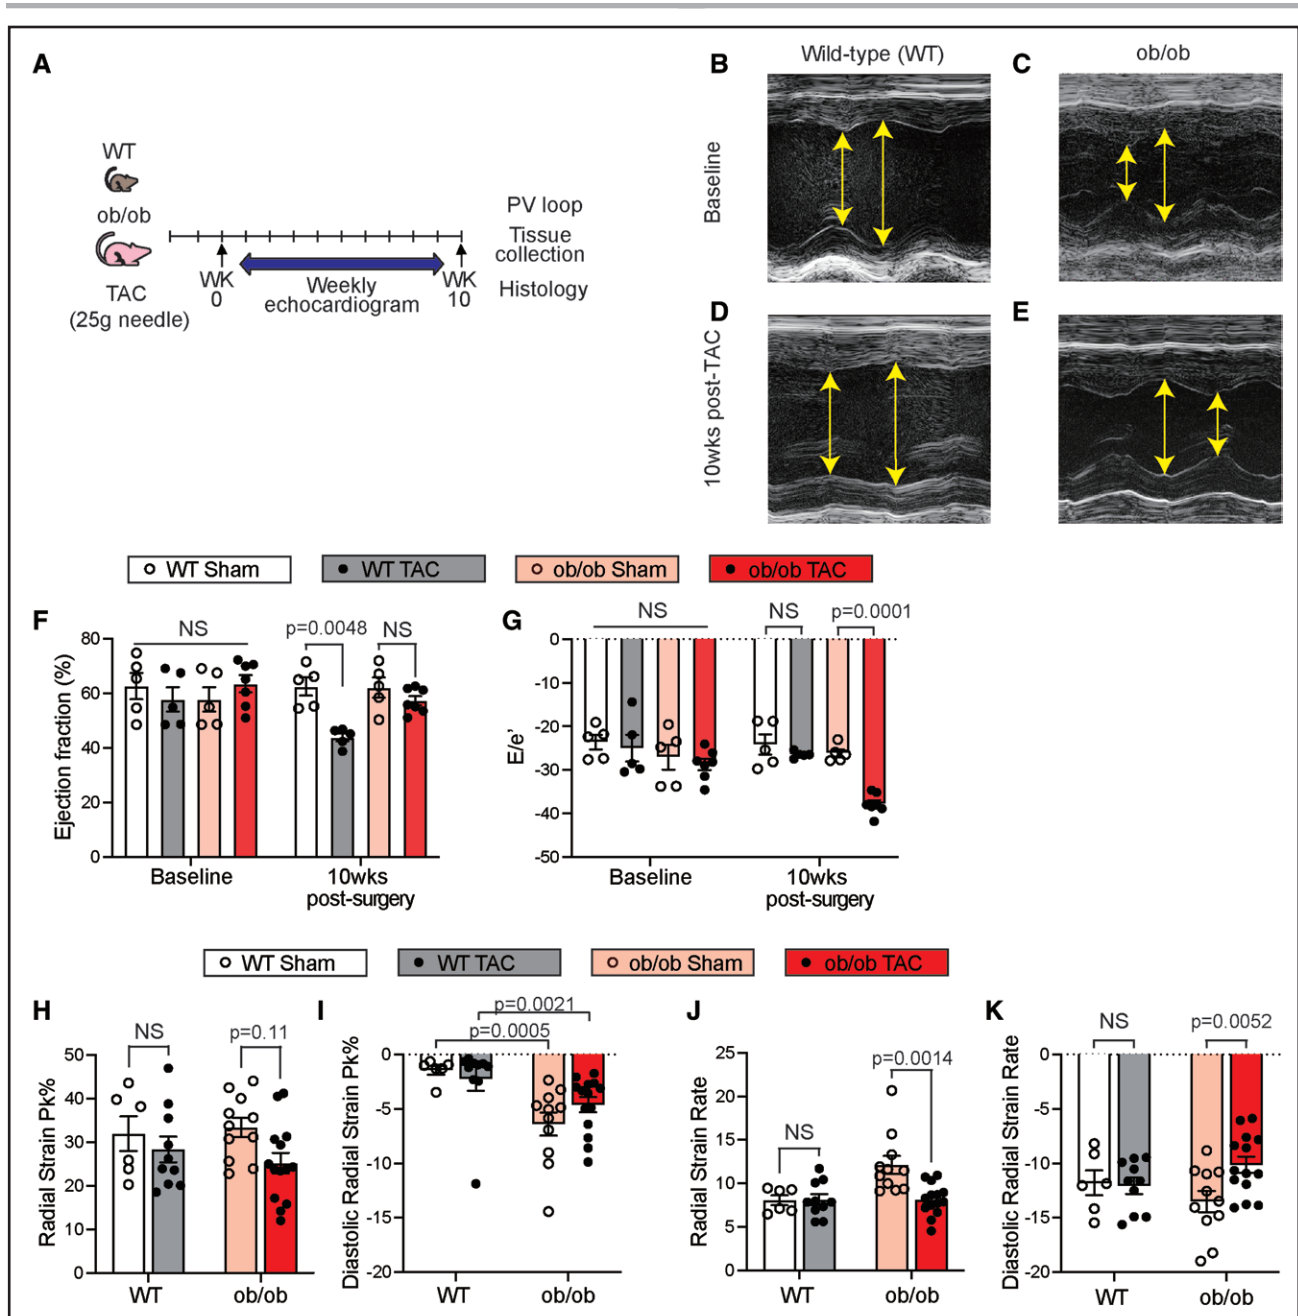 A
WT
ob/ob
TAC
(25g needle)
WK
0
Weekly
echocardiogram
WK
10
PV loop
Tissue
collection
Histology
B
Wild-type (WT)
C
ob/ob
Baseline
D
E
10wks post-TAC
WT Sham
WT TAC
ob/ob Sham
ob/ob TAC
F
Ejection fraction (%)
80
60
40
20
0
NS
p=0.0048
NS
Baseline
10wks
post-surgery
G
E/e'
0
-10
-20
-30
-40
-50
NS
NS
p=0.0001
Baseline
10wks
post-surgery
WT Sham
WT TAC
ob/ob Sham
ob/ob TAC
H
Radial Strain PK%
50
40
30
20
10
0
NS
p=0.11
WT
ob/ob
I
Diastolic Radial Strain Pk%
0
-5
-10
-15
-20
p=0.0021
p=0.0005
WT
ob/ob
J
Radial Strain Rate
25
20
15
10
5
0
NS
p=0.0014
WT
ob/ob
K
Diastolic Radial Strain Rate
0
-5
-10
-15
-20
NS
p=0.0052
WT
ob/ob